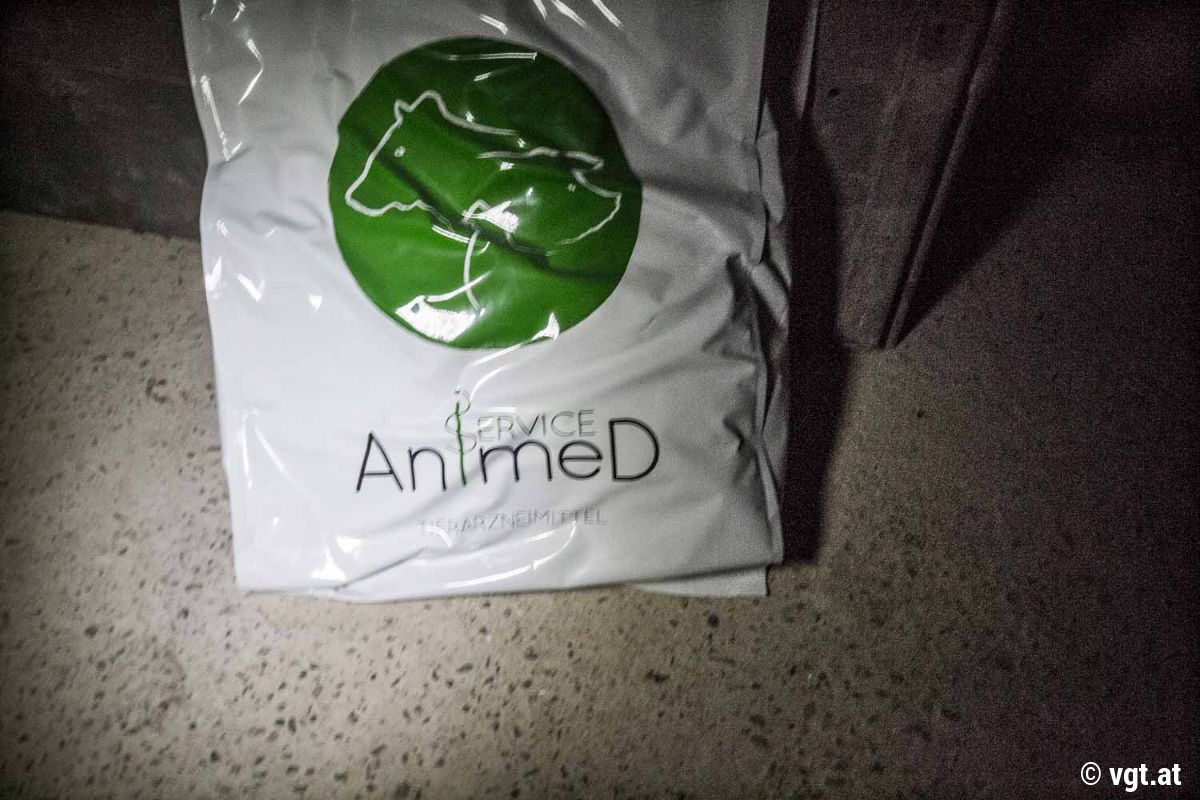 SERVICE
AnimeD
TIERARZNEIMITTEL
© vgt.at